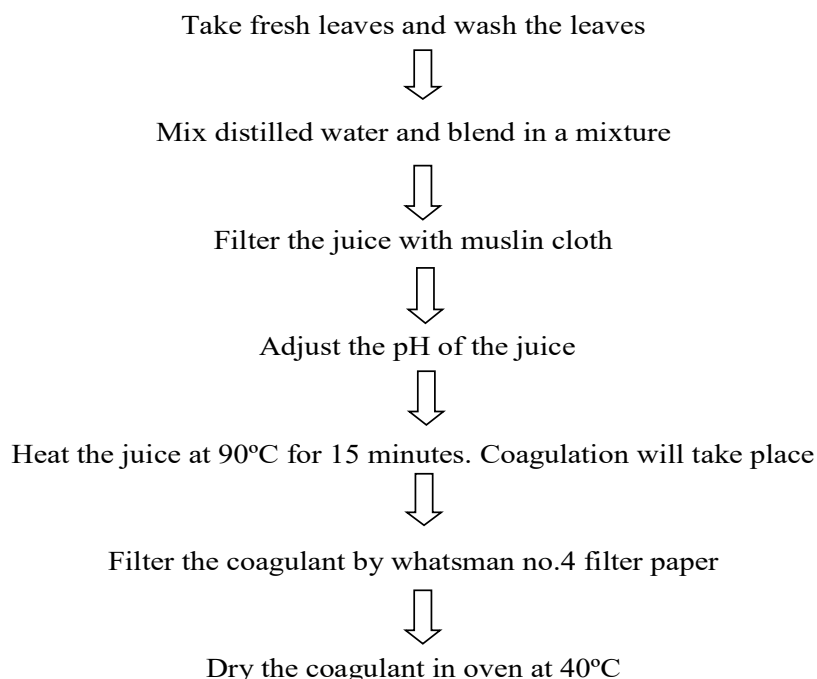 Take fresh leaves and wash the leaves
Mix distilled water and blend in a mixture
Filter the juice with muslin cloth
Adjust the pH of the juice
Heat the juice at 90ºC for 15 minutes. Coagulation will take place
Filter the coagulant by whatsman no.4 filter paper
Dry the coagulant in oven at 40ºC